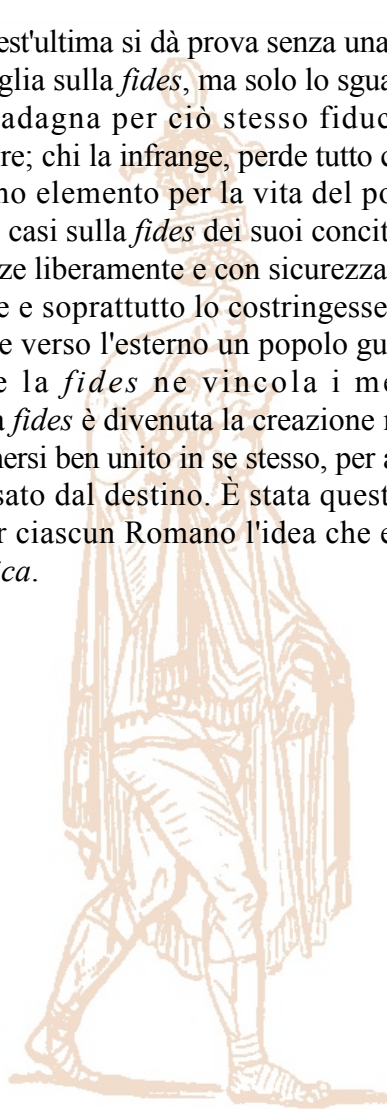 est'ultima si dà prova senza una
glia sulla fides, ma solo lo sgua
adagna per ciò stesso fiduc
re; chi la infrange, perde tutto
no elemento per la vita del po
casi sulla fides dei suoi concit
ze liberamente e con sicurezza
e e soprattutto lo costringesse
e verso l'esterno un popolo gu
e la fides ne vincola i me
a fides è divenuta la creazione
nersi ben unito in se stesso, per a
sato dal destino. È stata quest
r ciascun Romano l'idea che e
ica.